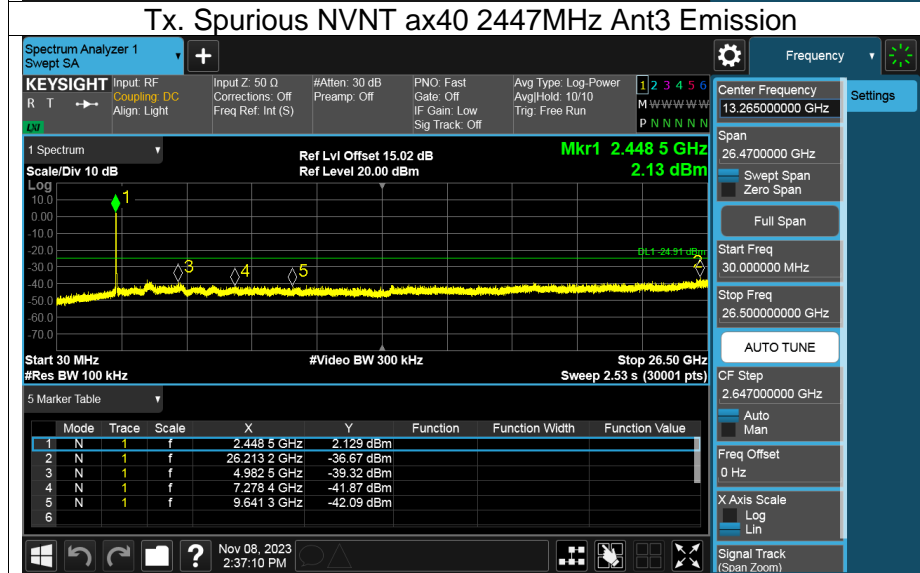 Tx. Spurious NVNT ax40 2447MHz Ant3 Emission
Spectrum Analyzer 1
Swept SA
+
Frequency
KEYSIGHT
R T
LXI
Input: RF
Coupling: DC
Align: Light
Input Z: 50 Ω
Corrections: Off
Freq Ref: Int (S)
#Atten: 30 dB
Preamp: Off
PNO: Fast
Gate: Off
IF Gain: Low
Sig Track: Off
Avg Type: Log-Power
Avg|Hold: 10/10
Trig: Free Run
1 2 3 4 5 6
M W W W W W
P N N N N N
1 Spectrum
Scale/Div 10 dB
Ref Lvl Offset 15.02 dB
Ref Level 20.00 dBm
Mkr1 2.448 5 GHz
2.13 dBm
Log
10.0
0.00
-10.0
-20.0
-30.0
-40.0
-50.0
-60.0
-70.0
1
3
4
5
DL1 -24.91 dBm
2
Start 30 MHz
#Res BW 100 kHz
#Video BW 300 kHz
Stop 26.50 GHz
Sweep 2.53 s (30001 pts)
5 Marker Table
Mode Trace Scale X Y Function Function Width Function Value
1 N 1 f 2.448 5 GHz 2.129 dBm
2 N 1 f 26.213 2 GHz -36.67 dBm
3 N 1 f 4.982 5 GHz -39.32 dBm
4 N 1 f 7.278 4 GHz -41.87 dBm
5 N 1 f 9.641 3 GHz -42.09 dBm
6
?
Nov 08, 2023
2:37:10 PM
Center Frequency
13.265000000 GHz
Settings
Span
26.4700000 GHz
Swept Span
Zero Span
Full Span
Start Freq
30.000000 MHz
Stop Freq
26.500000000 GHz
AUTO TUNE
CF Step
2.647000000 GHz
Auto
Man
Freq Offset
0 Hz
X Axis Scale
Log
Lin
Signal Track
(Span Zoom)